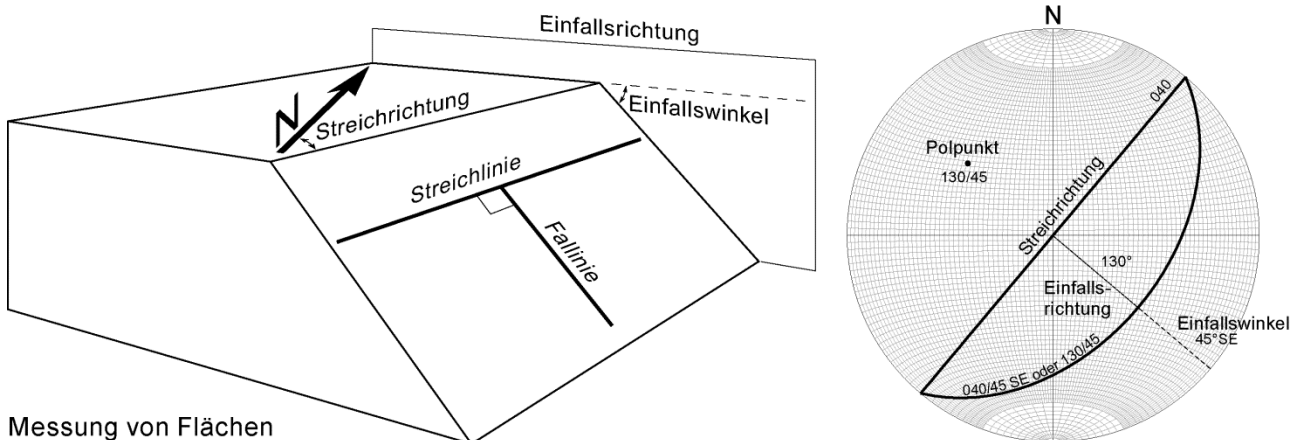 Einfallsrichtung
N
Streichrichtung
Einfallswinkel
Streichlinie
Fallinie
Messung von Flächen
N
040
Polpunkt
130/45
Streichrichtung
130°
Einfalls-
richtung
Einfallswinkel
45°SE
040/45 SE oder 130/45